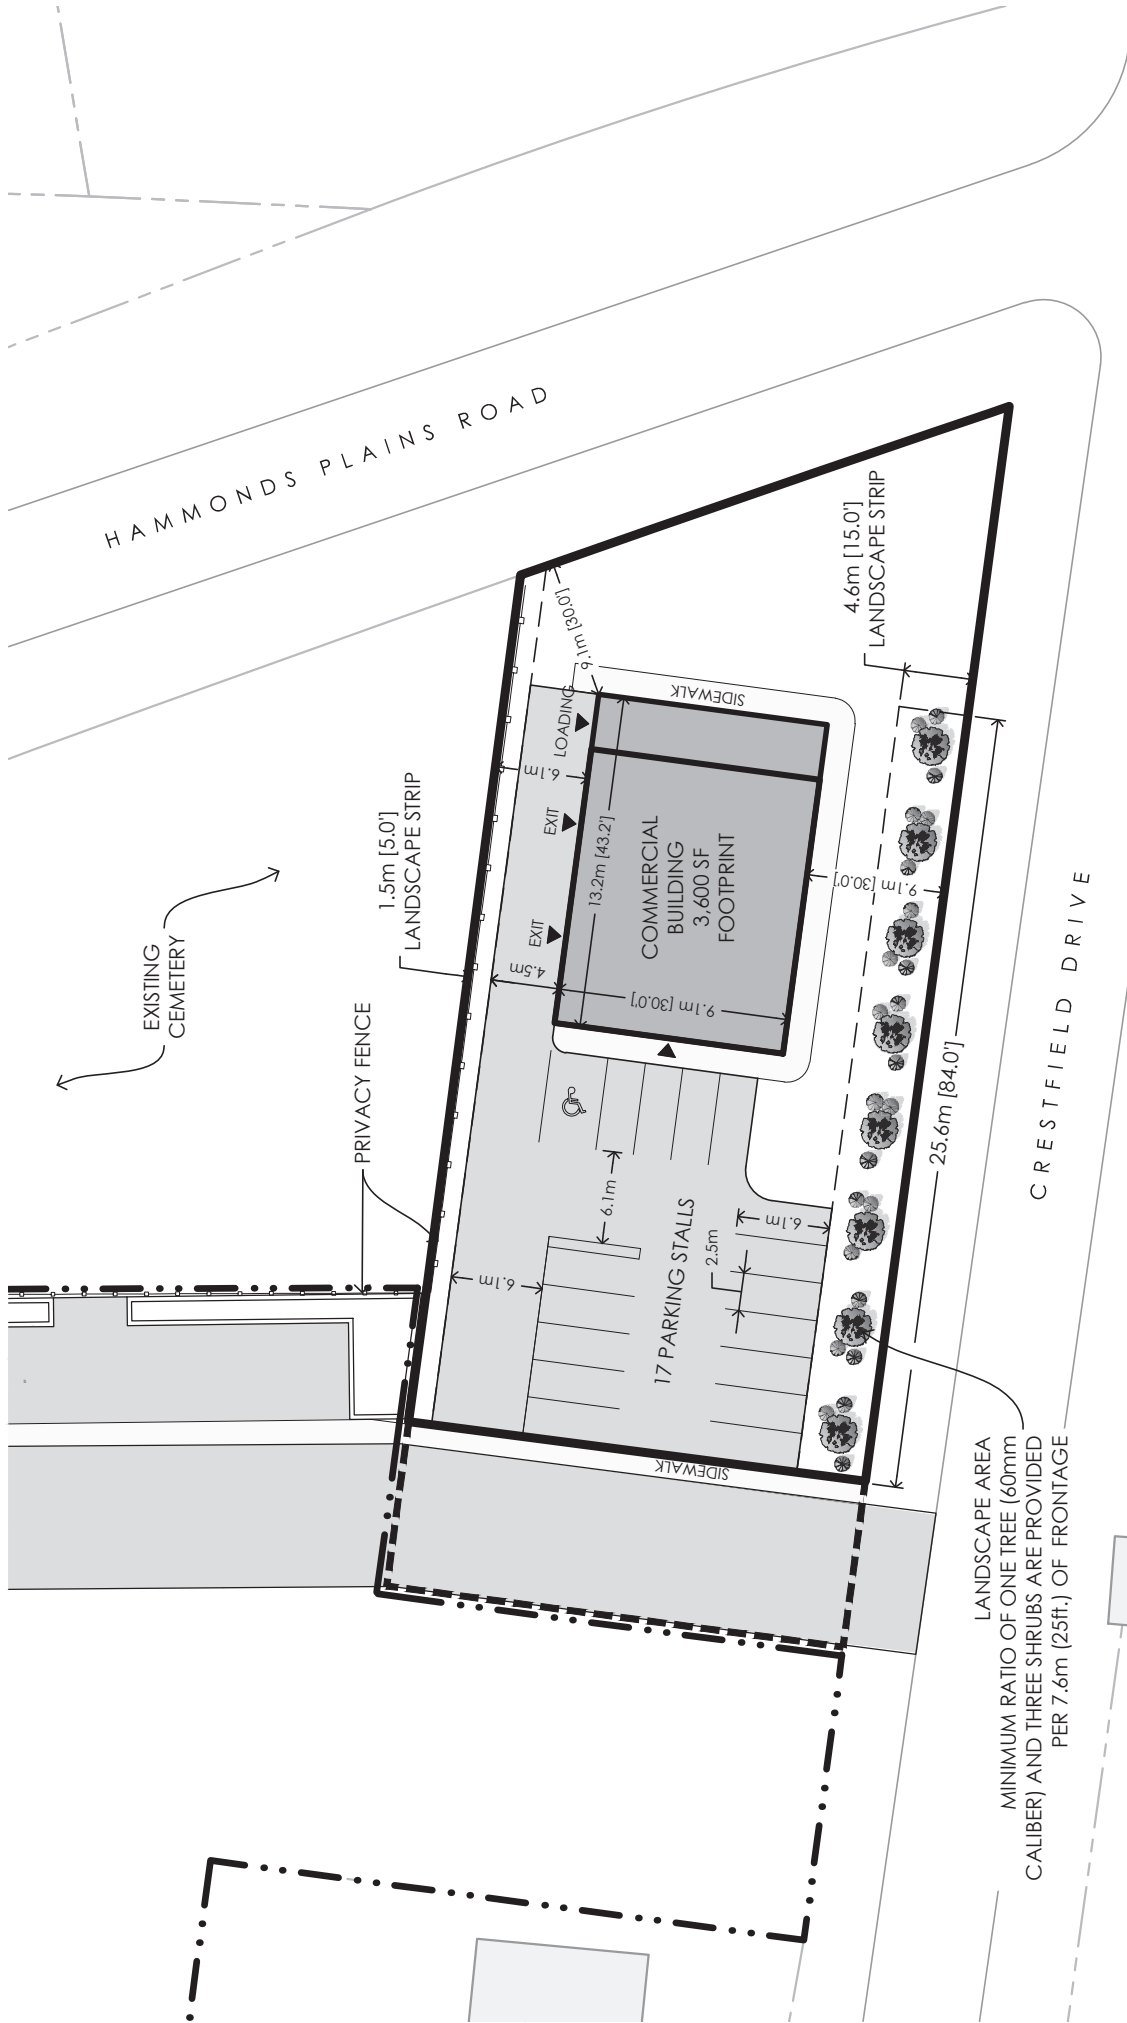 HAMMONDS PLAINS ROAD
4.6m [15.0']
LANDSCAPE STRIP
9.1m [30.0']
SIDEWALK
LOADING
6.1m
EXIT
1.5m [5.0']
LANDSCAPE STRIP
13.2m [43.2']
COMMERCIAL
BUILDING
3,600 SF
FOOTPRINT
9.1m [30.0']
EXIT
4.5m
9.1m [30.0']
EXISTING
CEMETERY
PRIVACY FENCE
CRESTFIELD DRIVE
25.6m [84.0']
6.1m
6.1m
2.5m
6.1m
17 PARKING STALLS
SIDEWALK
LANDSCAPE AREA
MINIMUM RATIO OF ONE TREE (60mm
CALIBER) AND THREE SHRUBS ARE PROVIDED
PER 7.6m (25ft.) OF FRONTAGE